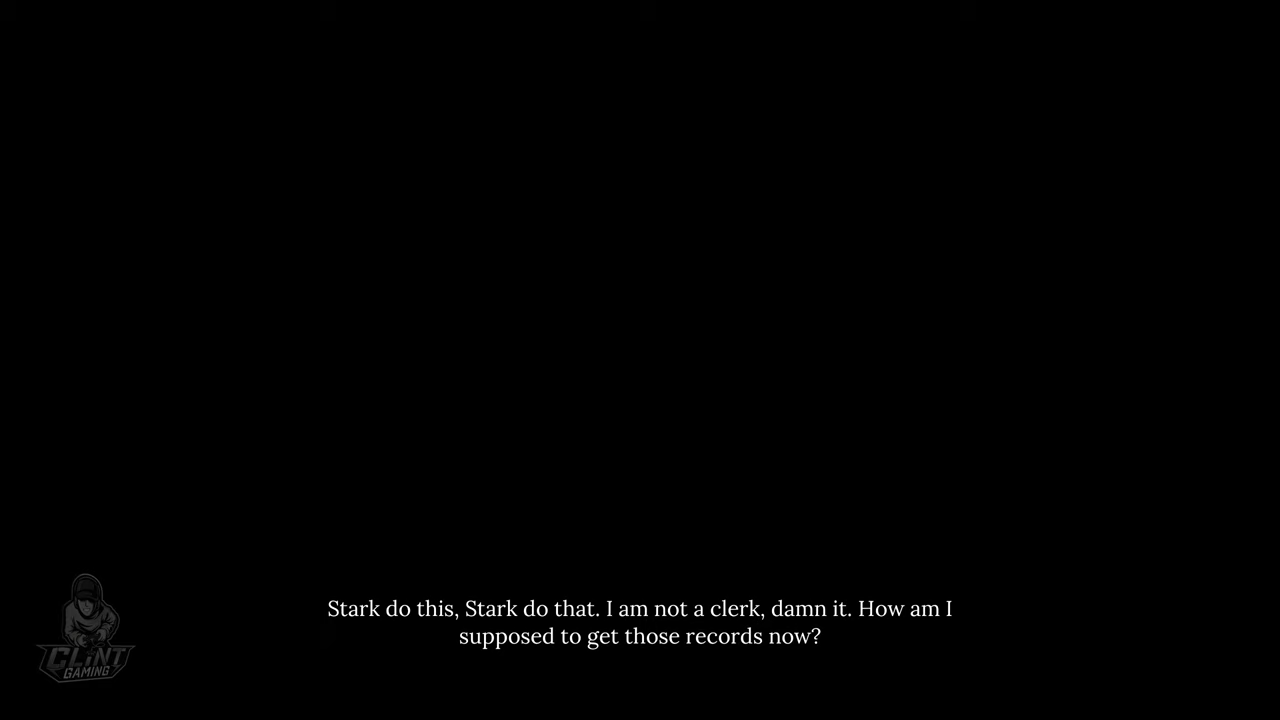 Stark do this, Stark do that. I am not a clerk, damn it. How am I
supposed to get those records now?
CLINT
GAMING